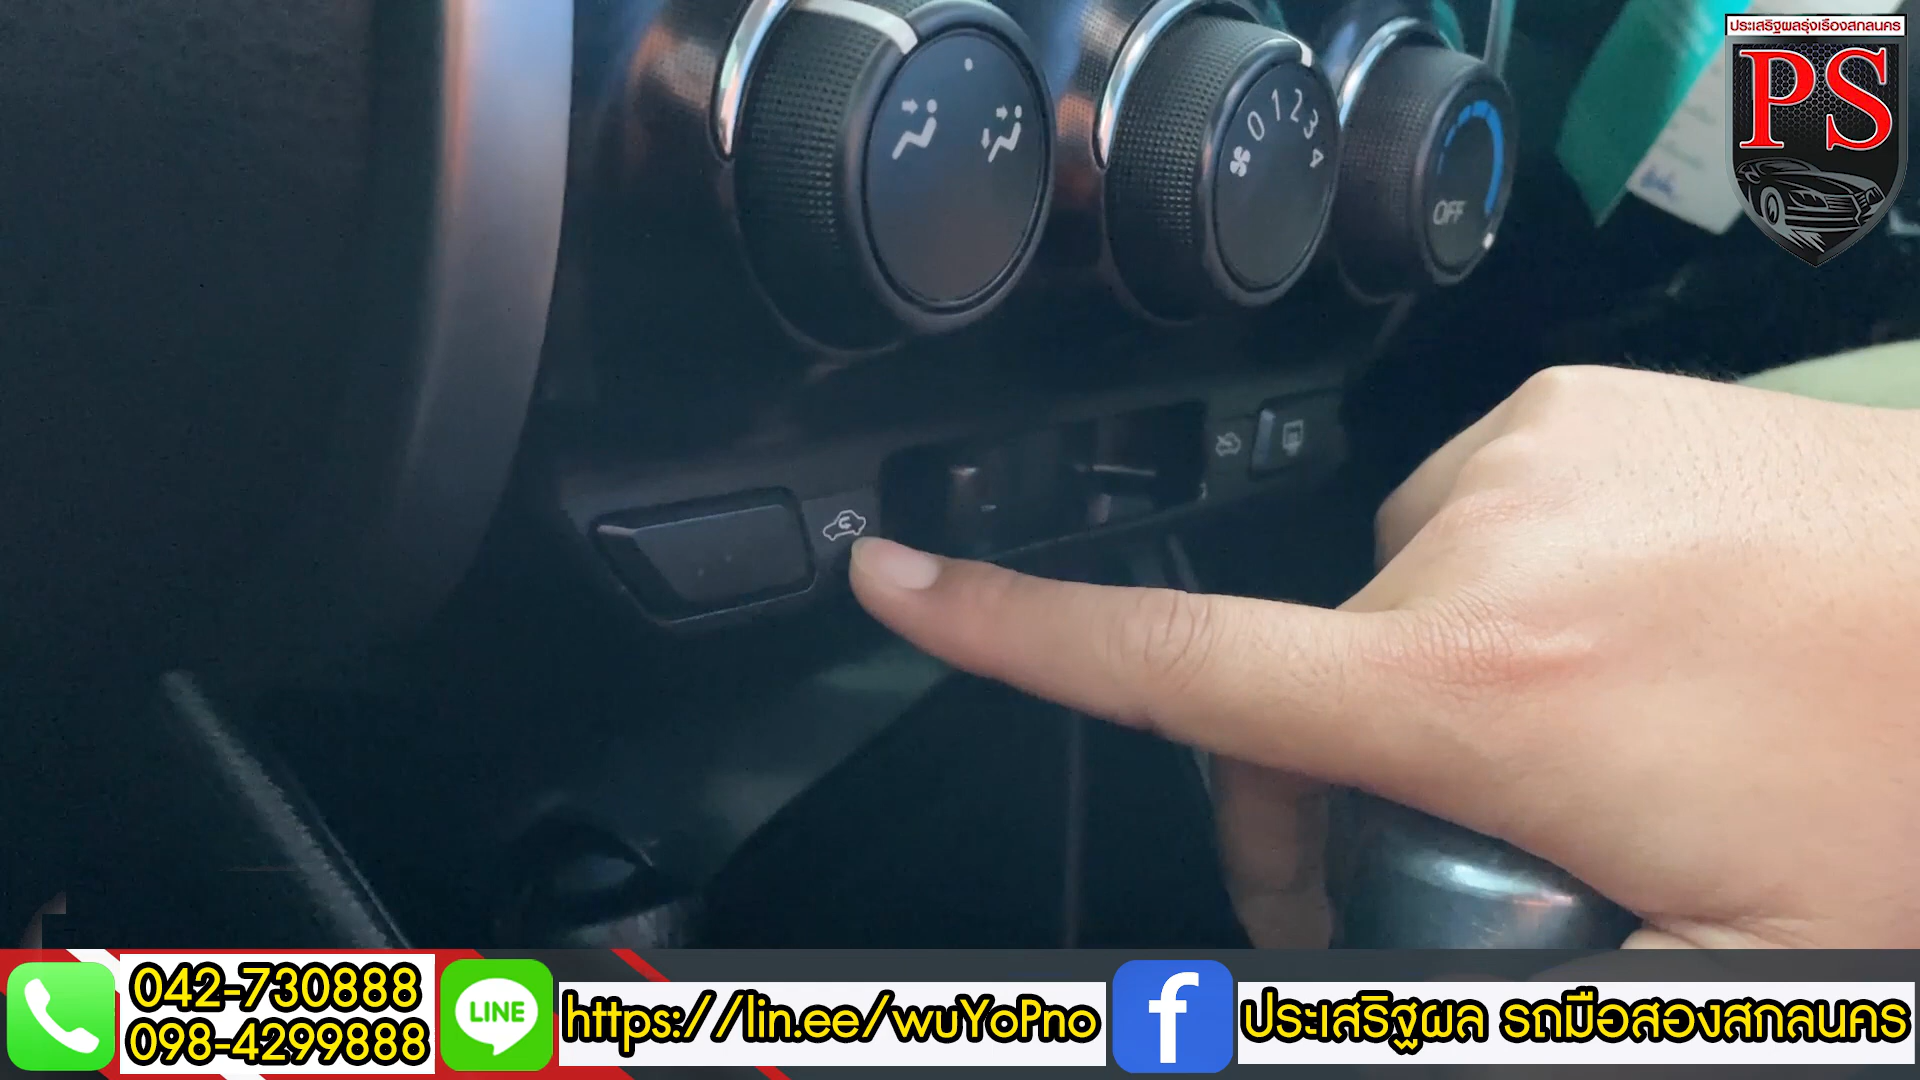 ประเสริฐผลรุ่งเรืองสกลนคร
PS
0 1 2 3 4
OFF
042-730888
098-4299888
LINE
https://lin.ee/wuYoPno
f
ประเสริฐผล รถมือสองสกลนคร